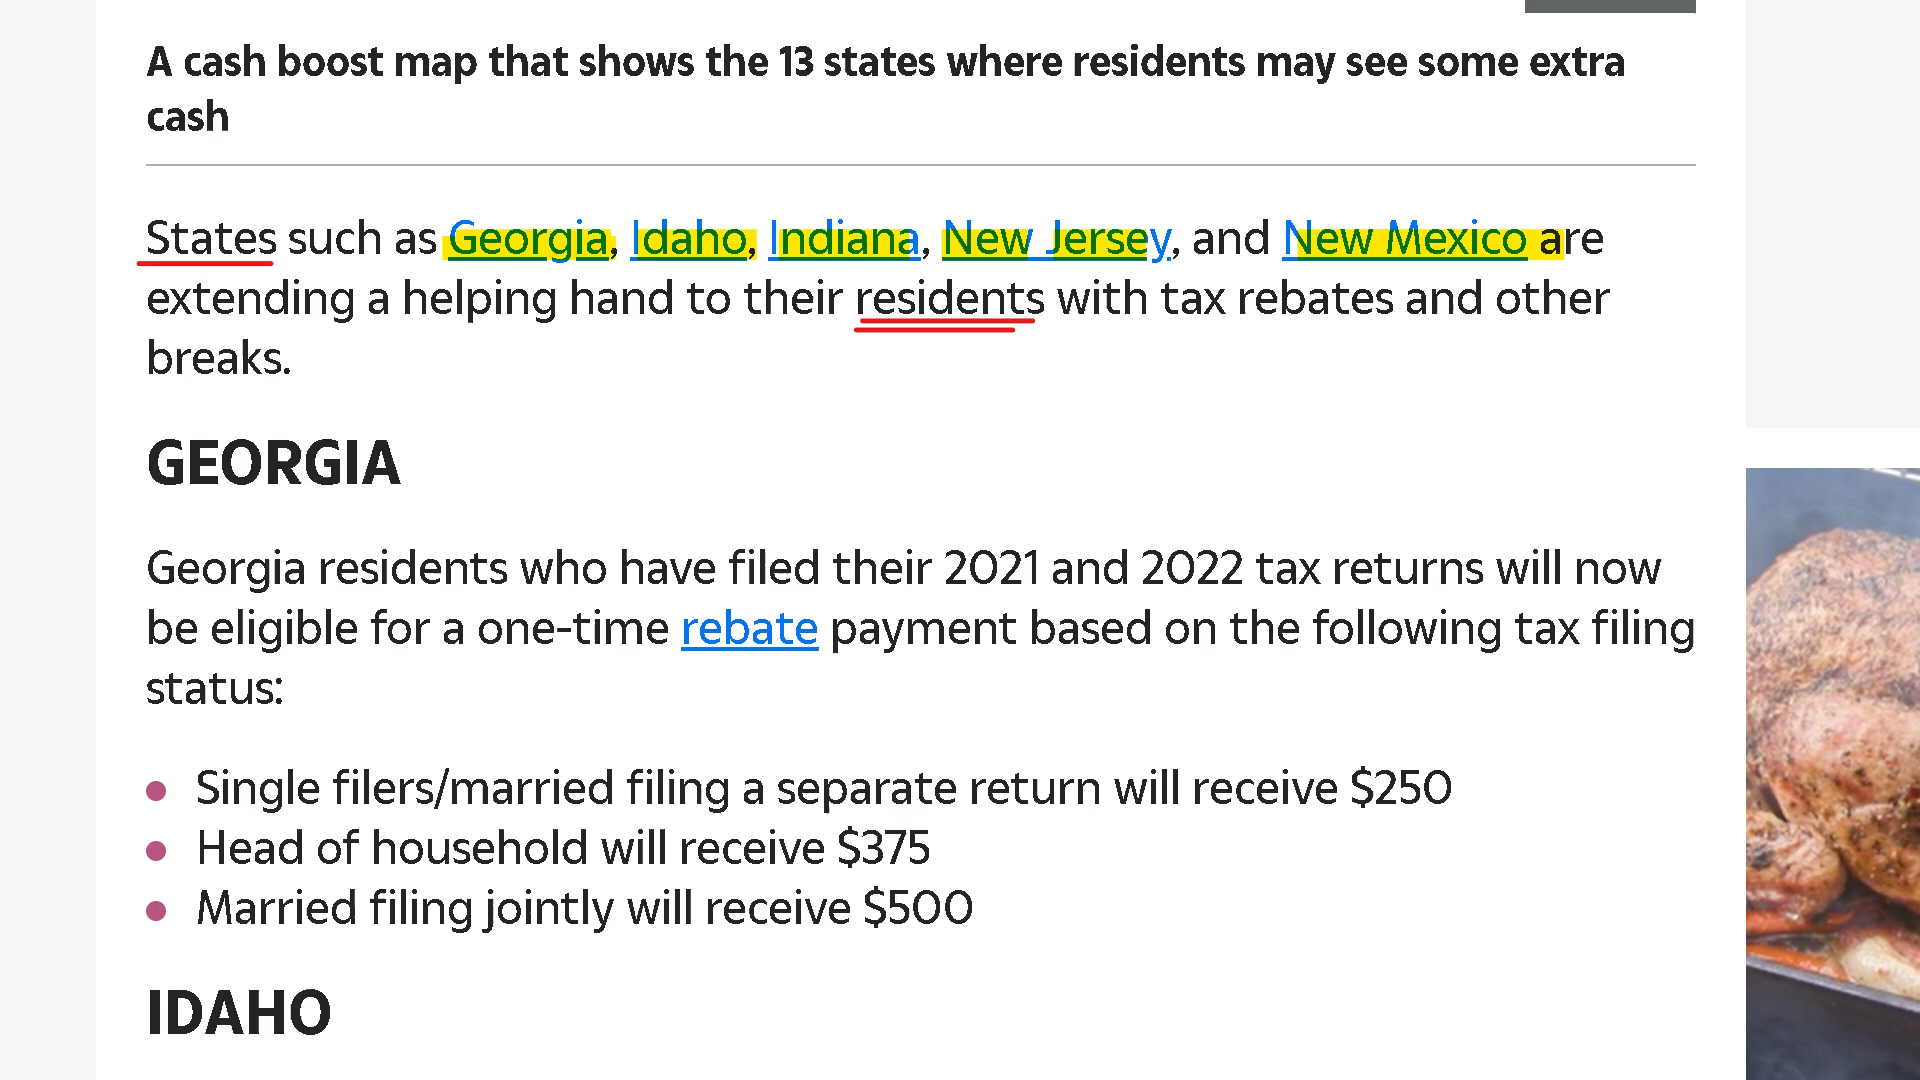 A cash boost map that shows the 13 states where residents may see some extra
cash
States such as Georgia, Idaho, Indiana, New Jersey, and New Mexico are
extending a helping hand to their residents with tax rebates and other
breaks.
GEORGIA
Georgia residents who have filed their 2021 and 2022 tax returns will now
be eligible for a one-time rebate payment based on the following tax filing
status:
Single filers/married filing a separate return will receive $250
Head of household will receive $375
Married filing jointly will receive $500
IDAHO